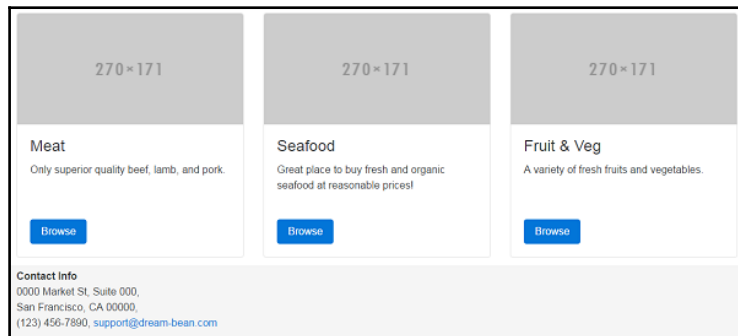 270×171
270×171
270×171
Meat
Only superior quality beef, lamb, and pork.
Browse
Seafood
Great place to buy fresh and organic
seafood at reasonable prices!
Browse
Fruit & Veg
A variety of fresh fruits and vegetables.
Browse
Contact Info
0000 Market St, Suite 000,
San Francisco, CA 00000,
(123) 456-7890, support@dream-bean.com